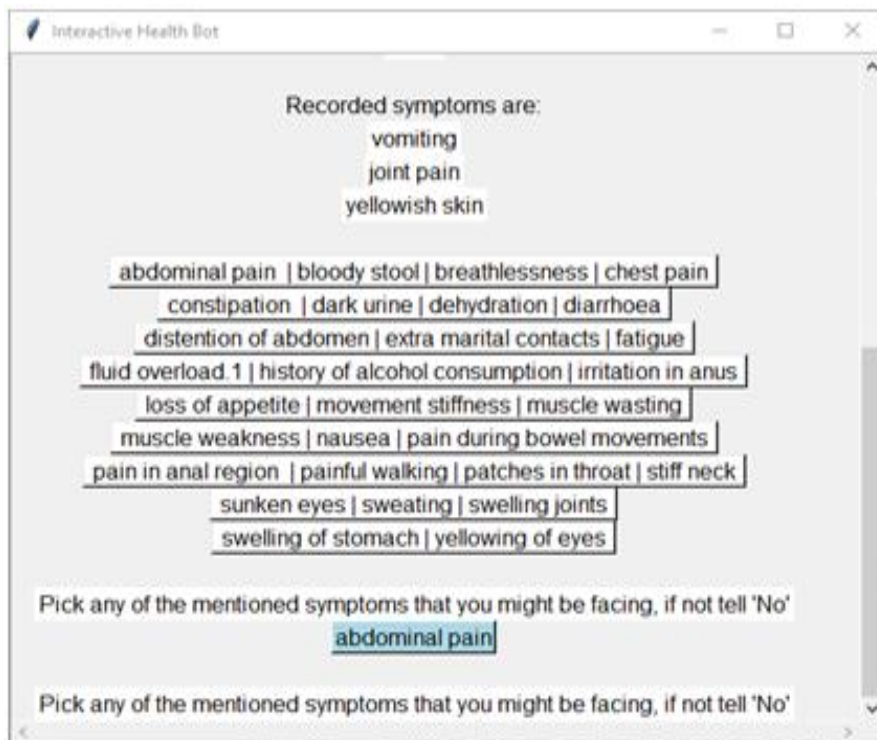 Interactive Health Bot
Recorded symptoms are:
vomiting
joint pain
yellowish skin
abdominal pain | bloody stool | breathlessness | chest pain
constipation | dark urine | dehydration | diarrhoea
distention of abdomen | extra marital contacts | fatigue
fluid overload.1 | history of alcohol consumption | irritation in anus
loss of appetite | movement stiffness | muscle wasting
muscle weakness | nausea | pain during bowel movements
pain in anal region | painful walking | patches in throat | stiff neck
sunken eyes | sweating | swelling joints
swelling of stomach | yellowing of eyes
Pick any of the mentioned symptoms that you might be facing, if not tell 'No'
abdominal pain
Pick any of the mentioned symptoms that you might be facing, if not tell 'No'